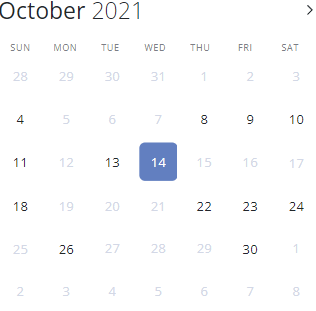 October 2021
SUN MON TUE WED THU FRI SAT
28 29 30 31 1 2 3
4 5 6 7 8 9 10
11 12 13 14 15 16 17
18 19 20 21 22 23 24
25 26 27 28 29 30 1
2 3 4 5 6 7 8